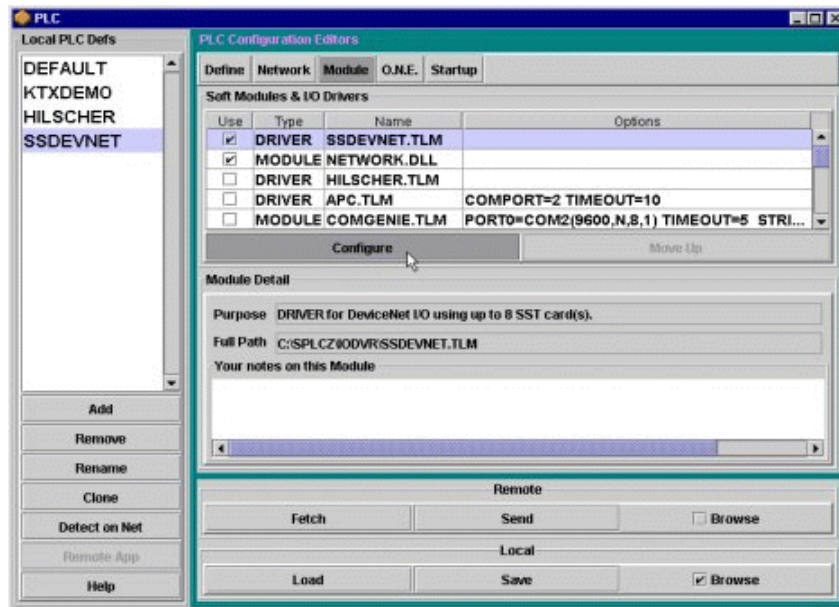 PLC
Local PLC Defs
DEFAULT
KTXDEMO
HILSCHER
SSDEVNET
Add
Remove
Rename
Clone
Detect on Net
Remote App
Help
PLC Configuration Editors
Define Network Module O.N.E. Startup
Soft Modules & I/O Drivers
Use Type Name Options
DRIVER SSDEVNET.TLM
MODULE NETWORK.DLL
DRIVER HILSCHER.TLM
DRIVER APC.TLM COMPORT=2 TIMEOUT=10
MODULE COMGENIE.TLM PORT0=COM2(9600,N,8,1) TIMEOUT=5 STRI...
Configure Move Up
Module Detail
Purpose DRIVER for DeviceNet I/O using up to 8 SST card(s).
Full Path C:\SPLCZ\IODVR\SSDEVNET.TLM
Your notes on this Module
Remote
Fetch Send Browse
Local
Load Save Browse